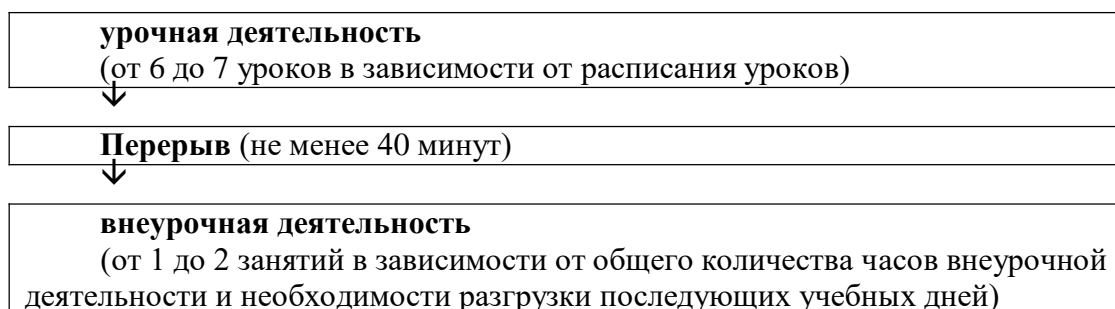 урочная деятельность
(от 6 до 7 уроков в зависимости от расписания уроков)
Перерыв (не менее 40 минут)
внеурочная деятельность
(от 1 до 2 занятий в зависимости от общего количества часов внеурочной
деятельности и необходимости разгрузки последующих учебных дней)